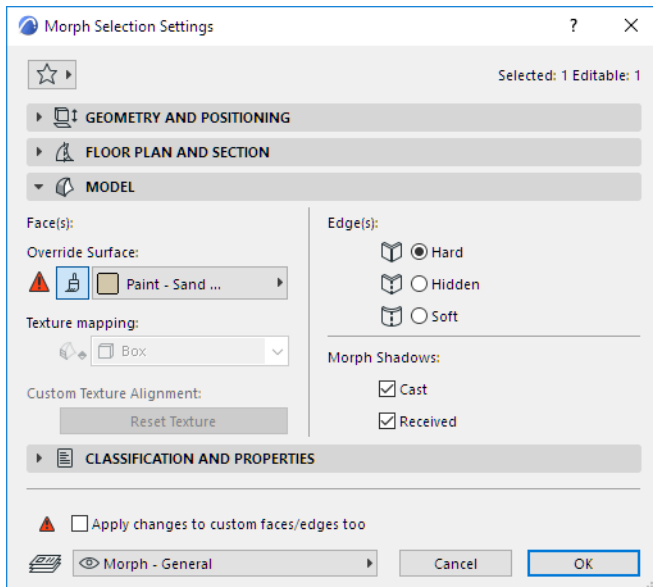 Morph Selection Settings
Selected: 1 Editable: 1
GEOMETRY AND POSITIONING
FLOOR PLAN AND SECTION
MODEL
Face(s):
Override Surface:
Paint - Sand ...
Texture mapping:
Box
Custom Texture Alignment:
Reset Texture
Edge(s):
Hard
Hidden
Soft
Morph Shadows:
Cast
Received
CLASSIFICATION AND PROPERTIES
Apply changes to custom faces/edges too
Morph - General
Cancel
OK